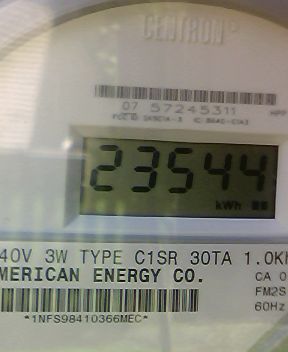 CENTRON®
07 57245311
23544
kWh
40V 3W TYPE C1SR 30TA 1.0Kh
MERICAN ENERGY CO.
CA 0
FM2S
60Hz
*1NFS98410366MEC*